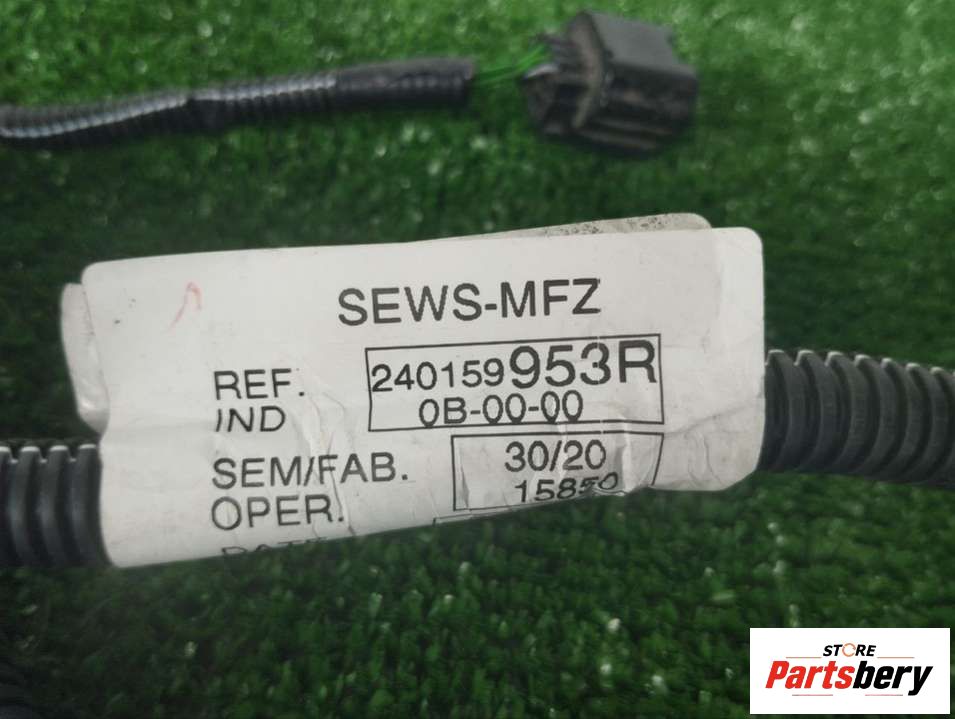 SEWS-MFZ
REF. 240159953R
IND 0B-00-00
SEM/FAB. 30/20
OPER. 15850
STORE
Partsbery